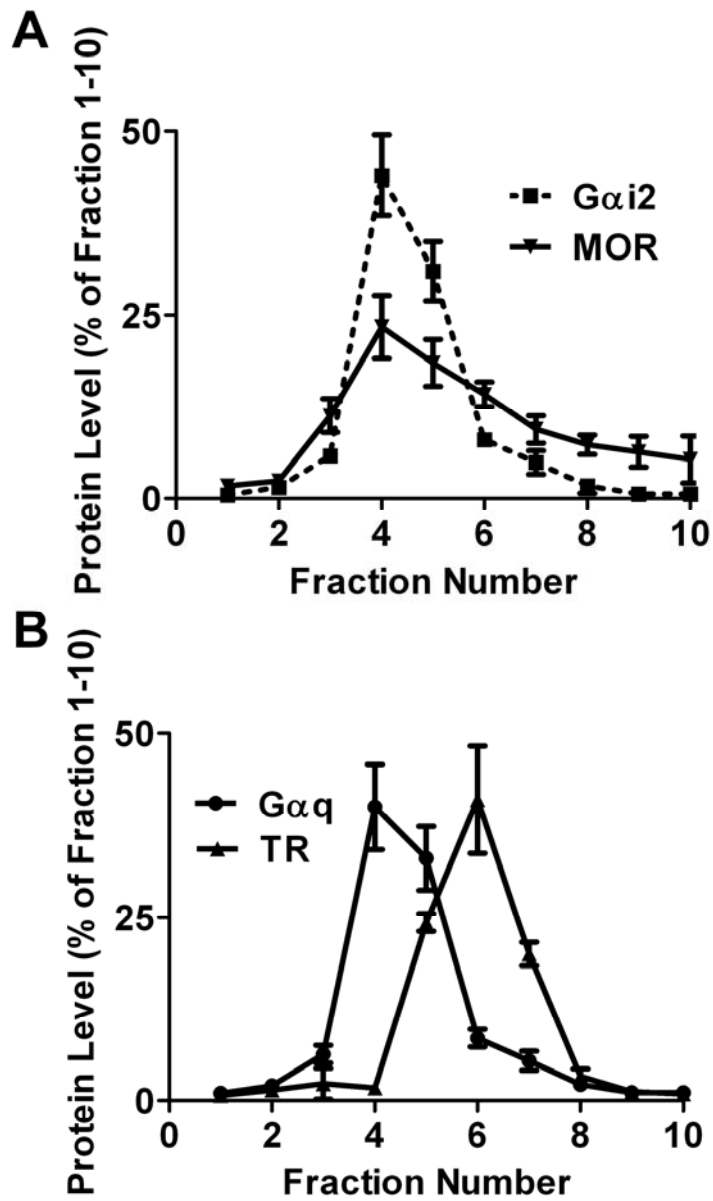 A
Protein Level (% of Fraction 1-10)
50
25
0
Gαi2
MOR
0 2 4 6 8 10
Fraction Number
B
Protein Level (% of Fraction 1-10)
50
25
0
Gαq
TR
0 2 4 6 8 10
Fraction Number